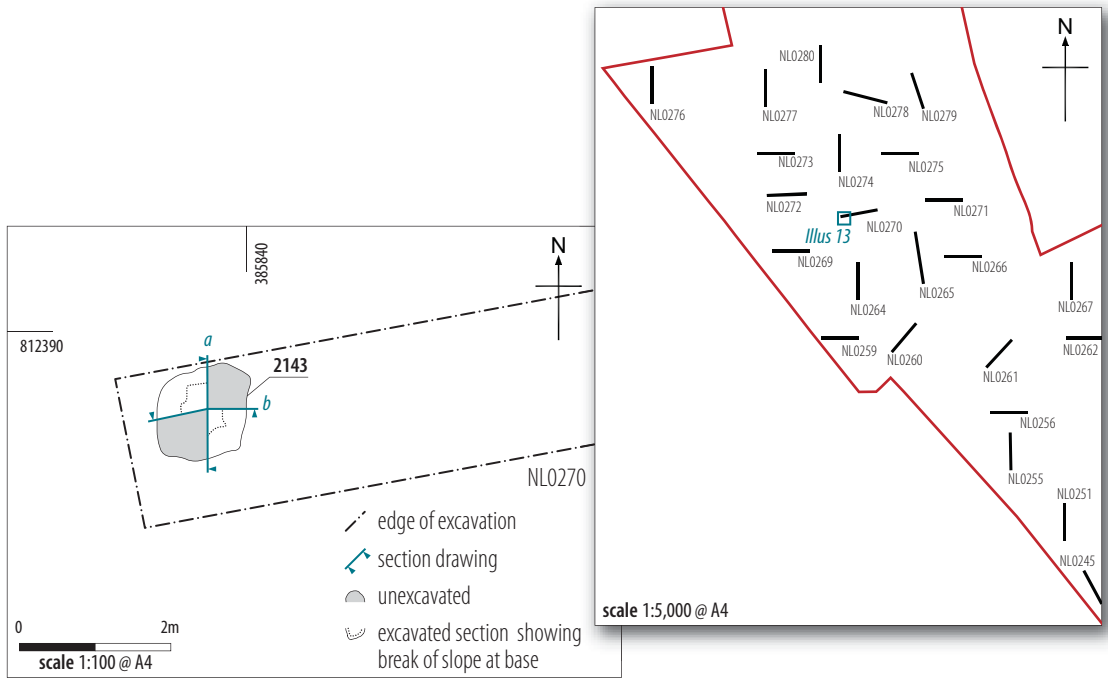 N
385840
812390
a
2143
b
NL0270
edge of excavation
section drawing
unexcavated
excavated section showing
break of slope at base
0 2m
scale 1:100 @ A4
N
NL0280
NL0276
NL0277
NL0278
NL0279
NL0273
NL0274
NL0275
NL0272
NL0271
NL0270
Illus 13
NL0269
NL0266
NL0265
NL0264
NL0267
NL0259
NL0260
NL0262
NL0261
NL0256
NL0255
NL0251
NL0245
scale 1:5,000 @ A4